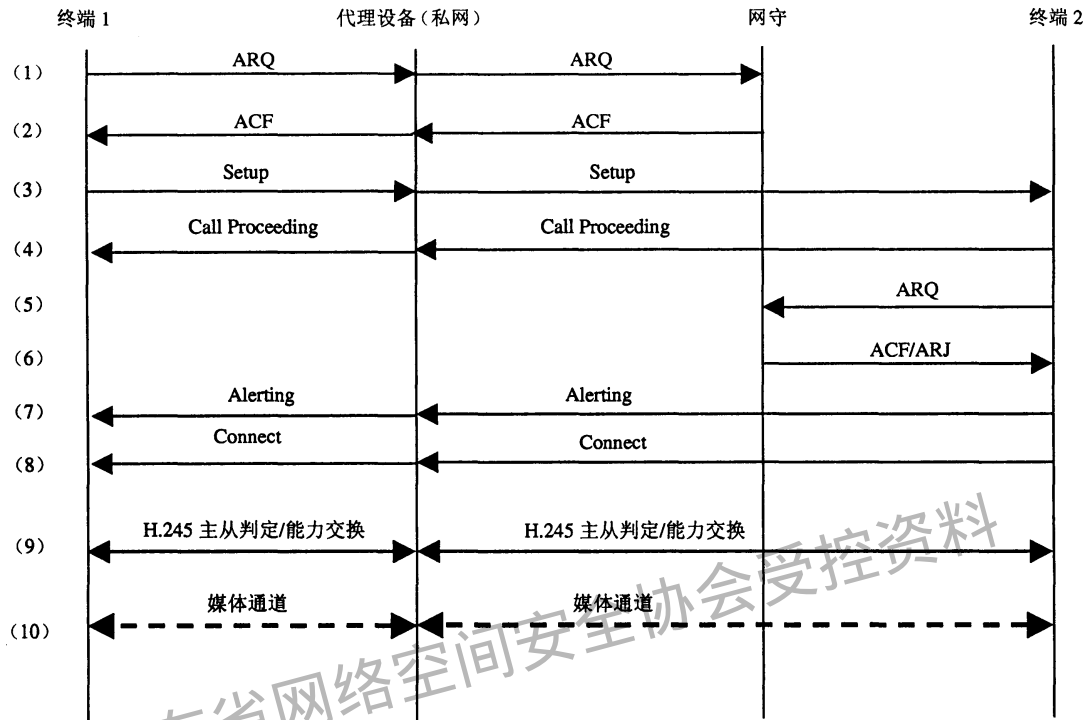 终端 1 代理设备（私网） 网守 终端 2
（1） ARQ ARQ
（2） ACF ACF
（3） Setup Setup
（4） Call Proceeding Call Proceeding
（5） ARQ
（6） ACF/ARJ
（7） Alerting Alerting
（8） Connect Connect
（9） H.245 主从判定/能力交换 H.245 主从判定/能力交换
（10） 媒体通道 媒体通道
省网络空间安全协会受控资料